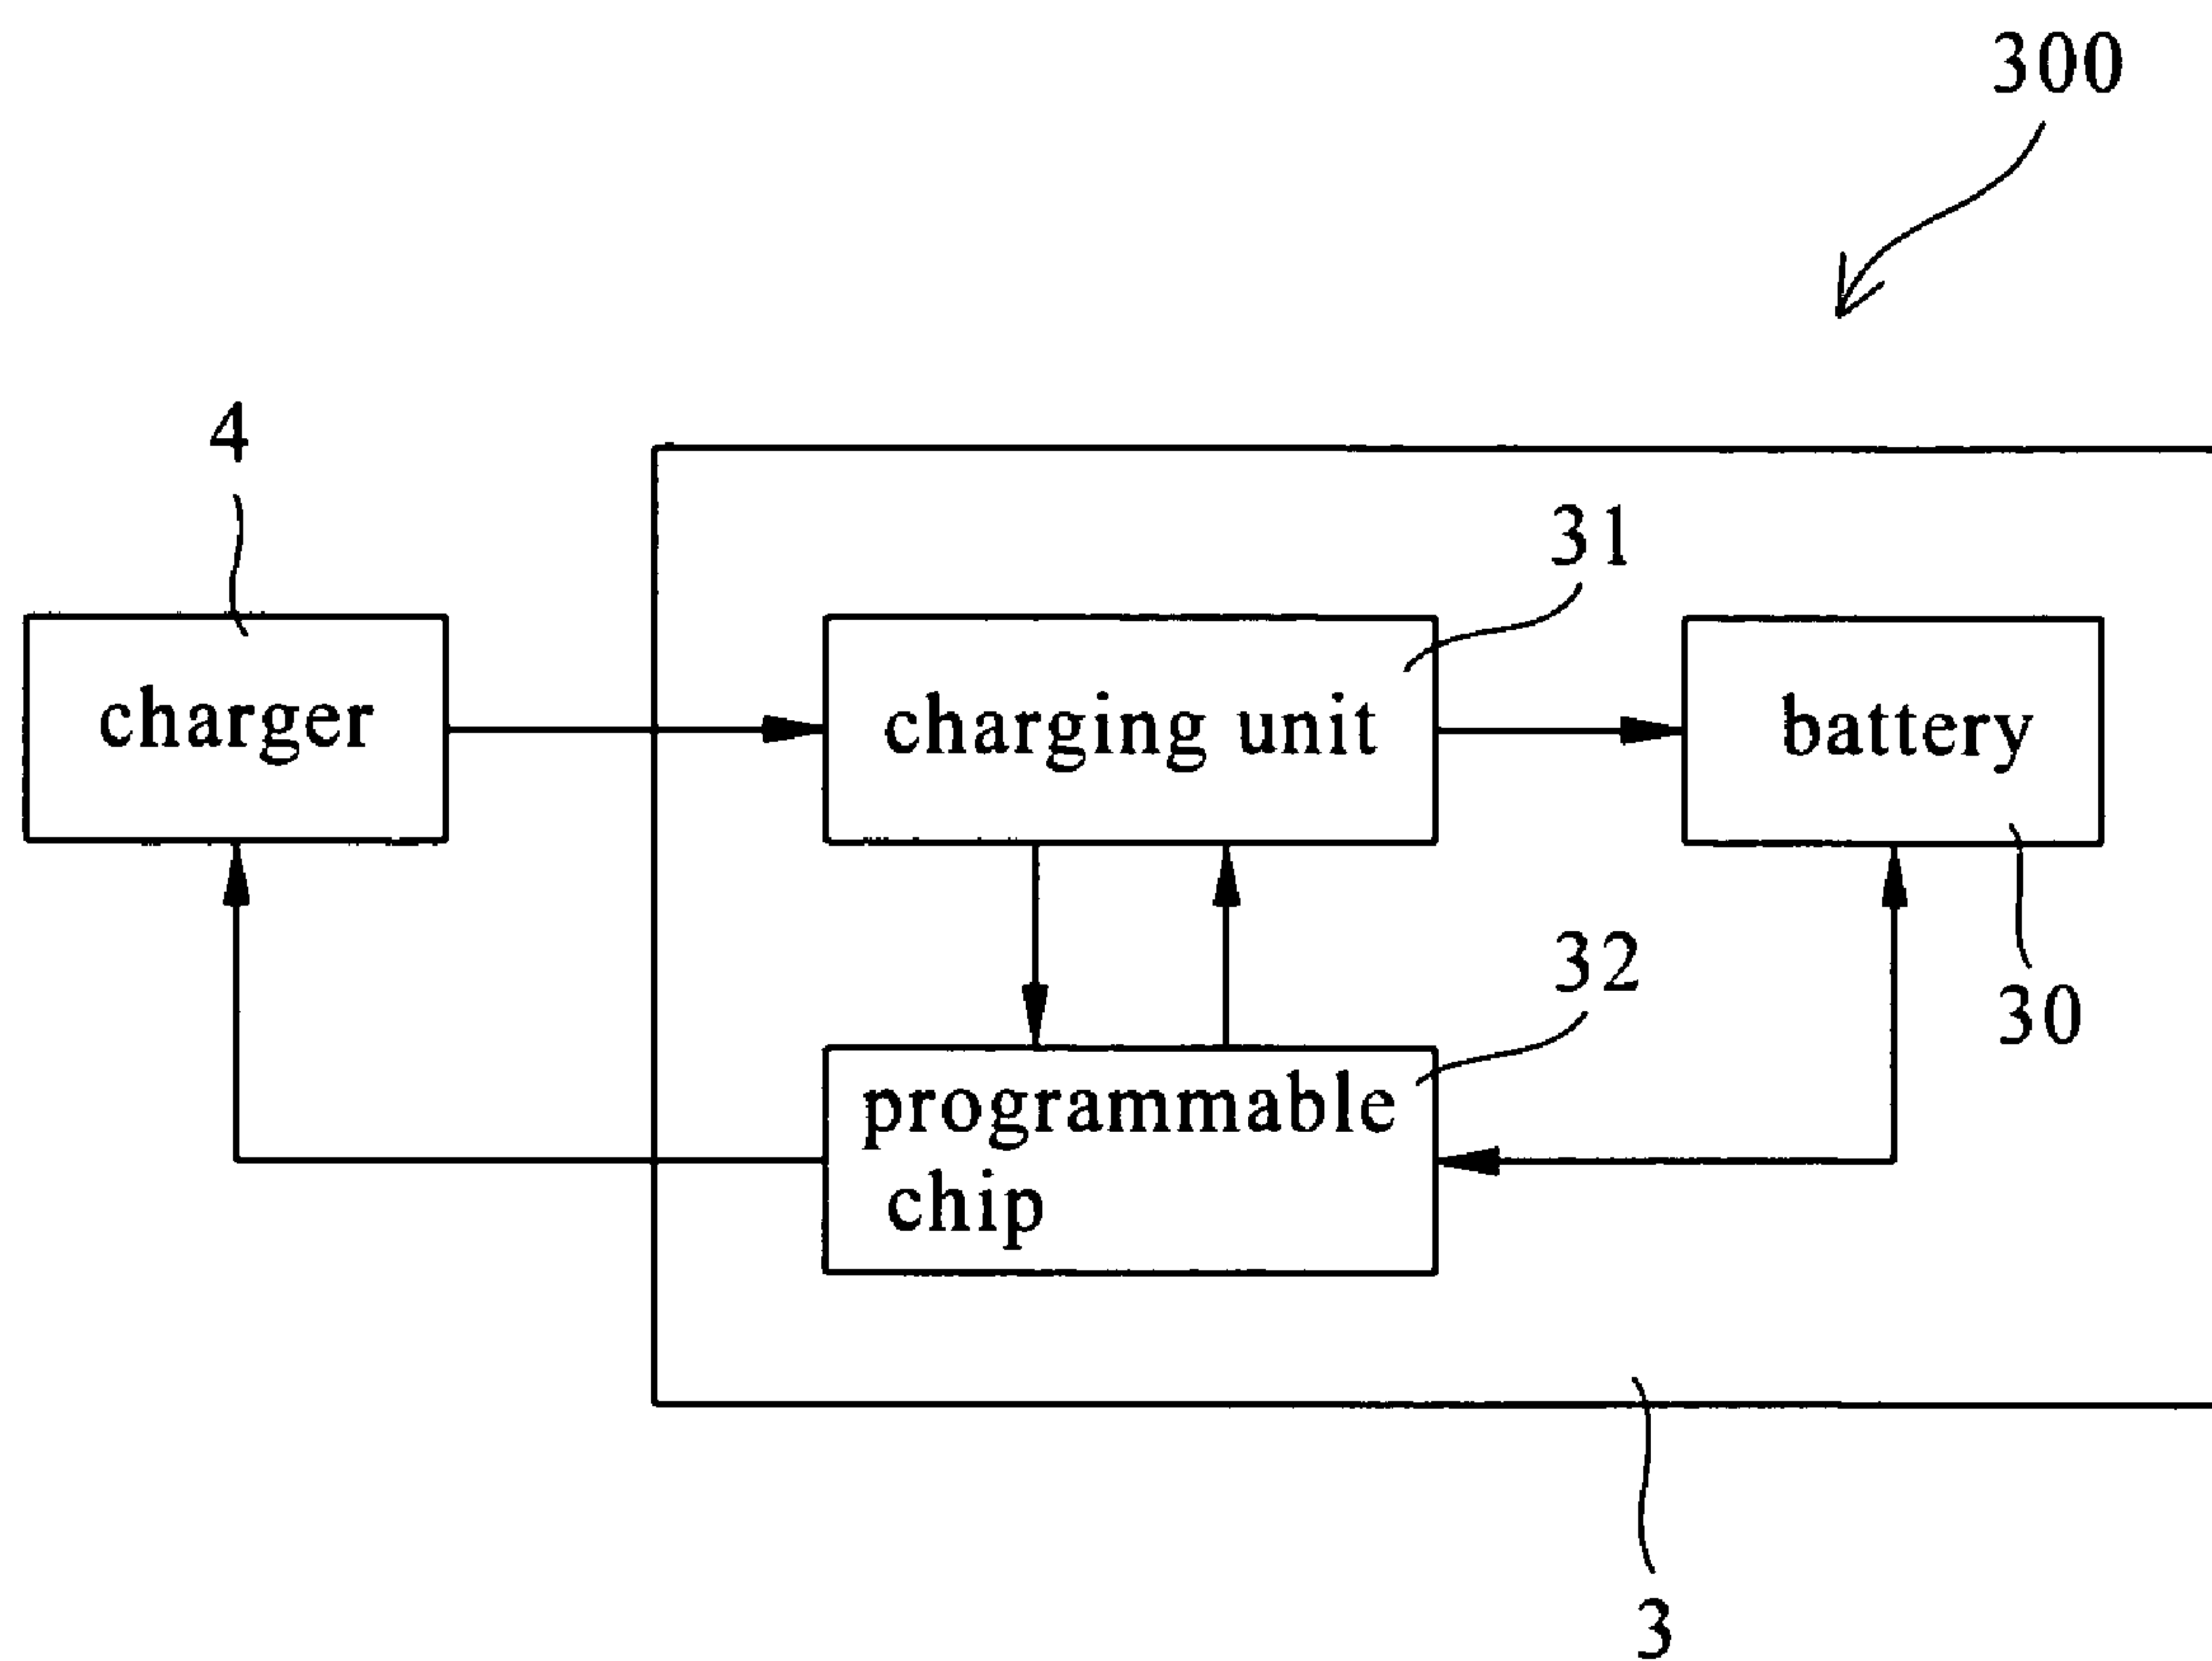 300
4
31
charger
charging unit
battery
32
30
programmable
chip
3